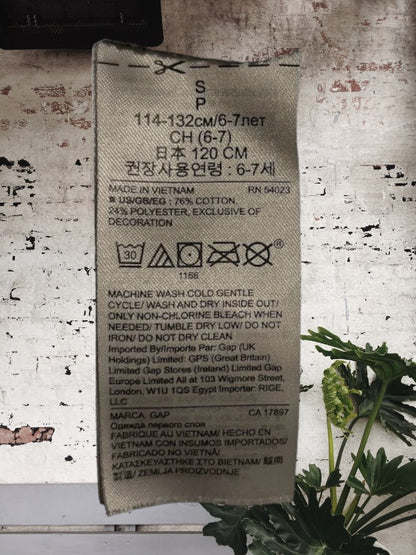 S
P
114-132см/6-7лет
CH (6-7)
日本 120 CM
권장사용연령 : 6-7세
MADE IN VIETNAM RN 54023
US/GB/EG : 76% COTTON,
24% POLYESTER, EXCLUSIVE OF
DECORATION
30
®
1156
MACHINE WASH COLD GENTLE
CYCLE/ WASH AND DRY INSIDE OUT/
ONLY NON-CHLORINE BLEACH WHEN
NEEDED/ TUMBLE DRY LOW/ DO NOT
IRON/ DO NOT DRY CLEAN
Imported By/Importe Par: Gap (UK
Holdings) Limited: GPS (Great Britain)
Limited Gap Stores (Ireland) Limited Gap
Europe Limited All at 103 Wigmore Street,
London, W1U 1QS Egypt Importer: RIGE,
LLC
MARCA: GAP CA 17897
Одежда первого слоя
FABRIQUÉ AU VIETNAM/ HECHO EN
VIETNAM CON INSUMOS IMPORTADOS/
FABRICADO NO VIETNÃ/
ΚΑΤΑΣΚΕΥΑΣΤΗΚΕ ΣΤΟ ΒΙΕΤΝΑΜ/ 越南
製造/ ZEMLJA PROIZVODNJE